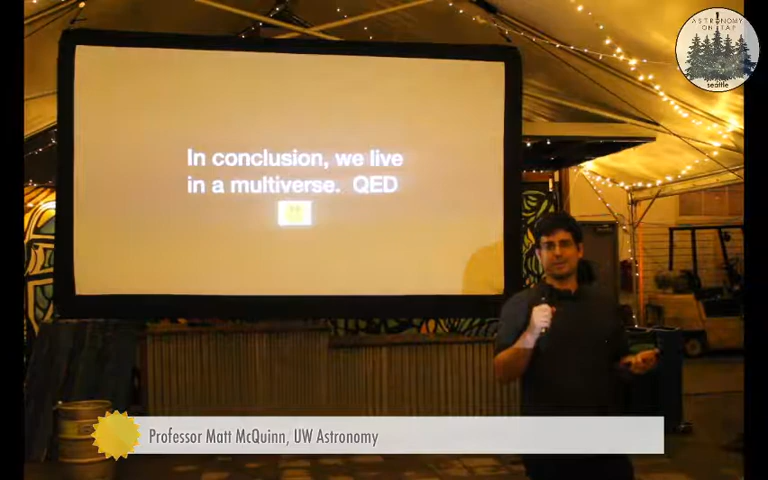 ASTRONOMY
ON TAP
seattle
In conclusion, we live
in a multiverse. QED
Professor Matt McQuinn, UW Astronomy